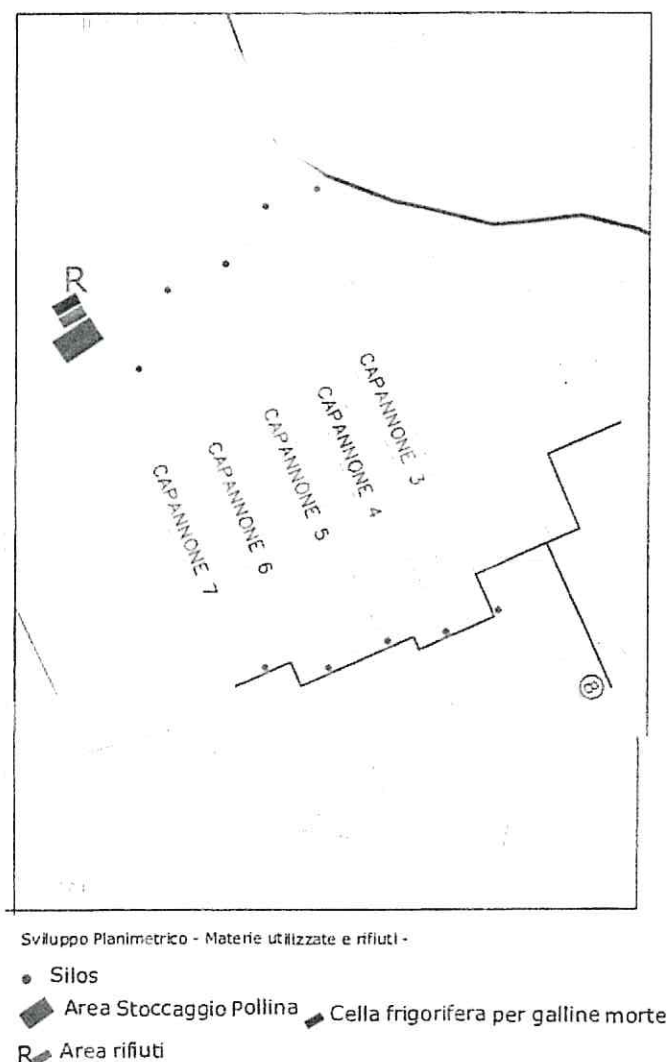 R
CAPANNONE 3
CAPANNONE 4
CAPANNONE 5
CAPANNONE 6
CAPANNONE 7
B
Sviluppo Planimetrico - Materie utilizzate e rifiuti -
Silos
Area Stoccaggio Pollina
Cella frigorifera per galline morte
R Area rifiuti